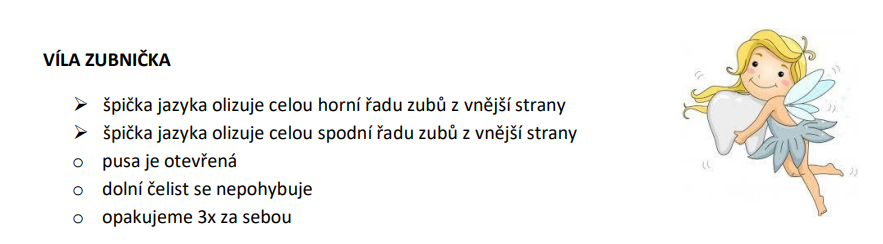 VÍLA ZUBNIČKA
➢ špička jazyka olizuje celou horní řadu zubů z vnější strany
➢ špička jazyka olizuje celou spodní řadu zubů z vnější strany
o pusa je otevřená
o dolní čelist se nepohybuje
o opakujeme 3x za sebou